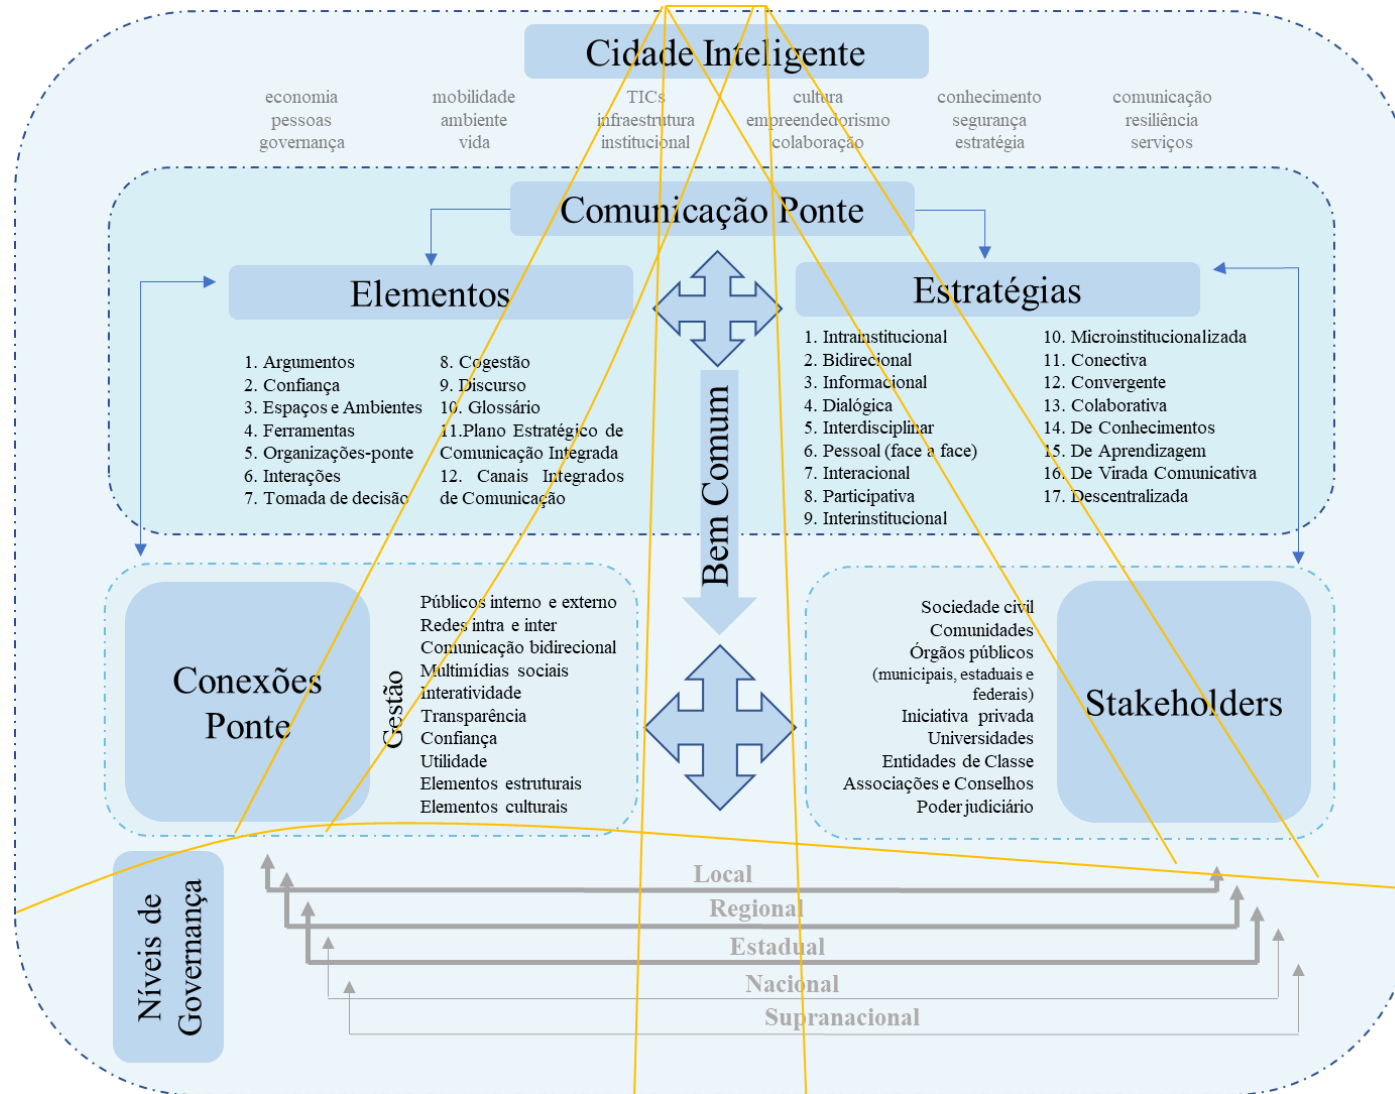 Cidade Inteligente
economia
pessoas
governança
mobilidade
ambiente
vida
TICs
infraestrutura
institucional
cultura
empreendedorismo
colaboração
conhecimento
segurança
estratégia
comunicação
resiliência
serviços
Comunicação Ponte
Elementos
1. Argumentos
2. Confiança
3. Espaços e Ambientes
4. Ferramentas
5. Organizações-ponte
6. Interações
7. Tomada de decisão
8. Cogestão
9. Discurso
10. Glossário
11.Plano Estratégico de
Comunicação Integrada
12. Canais Integrados
de Comunicação
Estratégias
1. Intrainstitucional
2. Bidirecional
3. Informacional
4. Dialógica
5. Interdisciplinar
6. Pessoal (face a face)
7. Interacional
8. Participativa
9. Interinstitucional
10. Microinstitucionalizada
11. Conectiva
12. Convergente
13. Colaborativa
14. De Conhecimentos
15. De Aprendizagem
16. De Virada Comunicativa
17. Descentralizada
Bem Comum
Conexões
Ponte
Gestão
Públicos interno e externo
Redes intra e inter
Comunicação bidirecional
Multimídias sociais
Interatividade
Transparência
Confiança
Utilidade
Elementos estruturais
Elementos culturais
Sociedade civil
Comunidades
Órgãos públicos
(municipais, estaduais e
federais)
Iniciativa privada
Universidades
Entidades de Classe
Associações e Conselhos
Poder judiciário
Stakeholders
Níveis de
Governança
Local
Regional
Estadual
Nacional
Supranacional